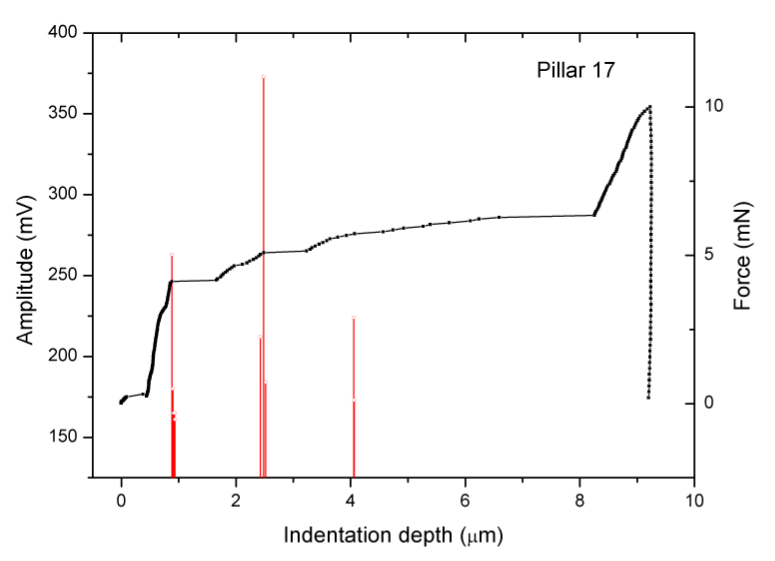 400
350
300
250
200
150
Amplitude (mV)
Pillar 17
10
5
0
Force (mN)
0 2 4 6 8 10
Indentation depth (μm)